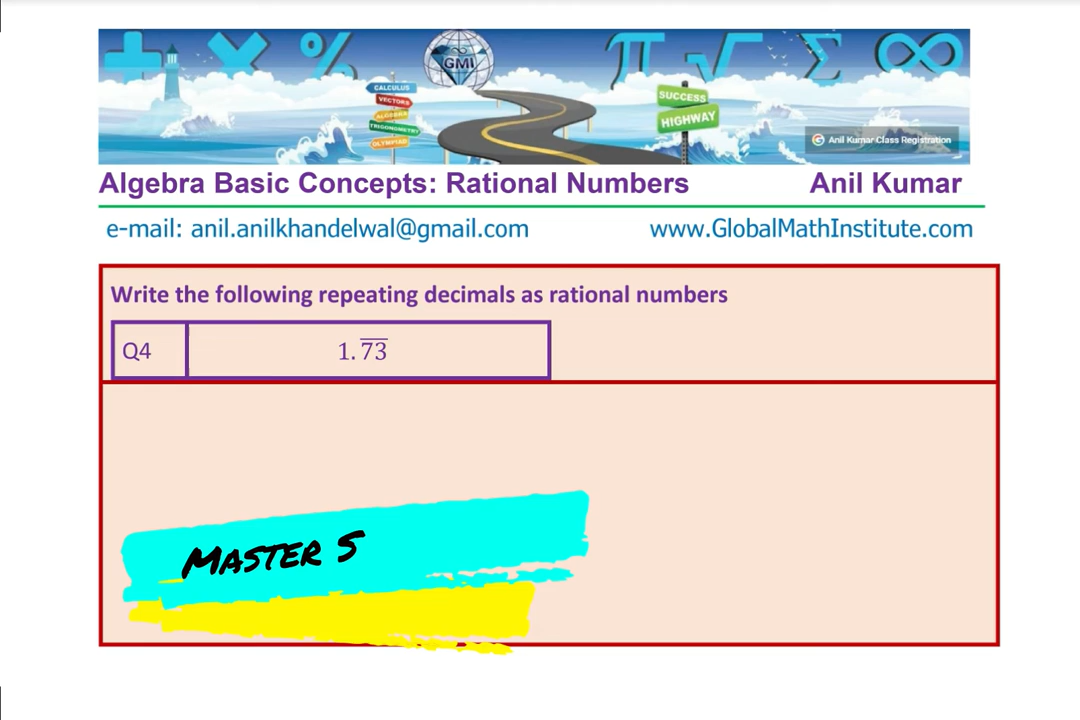 %
GMI
π √ Σ ∞
CALCULUS
VECTORS
ALGEBRA
TRIGONOMETRY
OLYMPIAD
SUCCESS
HIGHWAY
G Anil Kumar Class Registration
Algebra Basic Concepts: Rational Numbers Anil Kumar
e-mail: anil.anilkhandelwal@gmail.com www.GlobalMathInstitute.com
Write the following repeating decimals as rational numbers
Q4 1.7̅3̅
MASTER S